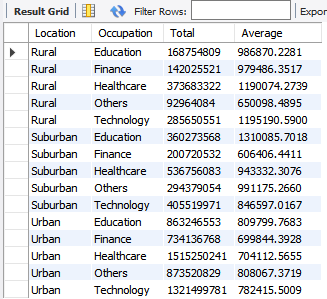 Result Grid Filter Rows: Expor
Location Occupation Total Average
Rural Education 168754809 986870.2281
Rural Finance 142025521 979486.3517
Rural Healthcare 373683322 1190074.2739
Rural Others 92964084 650098.4895
Rural Technology 285650551 1195190.5900
Suburban Education 360273568 1310085.7018
Suburban Finance 200720532 606406.4411
Suburban Healthcare 536756083 943332.3076
Suburban Others 294379054 991175.2660
Suburban Technology 405519971 846597.0167
Urban Education 863246553 809799.7683
Urban Finance 734136768 699844.3928
Urban Healthcare 1515250241 704112.5655
Urban Others 873520829 808067.3719
Urban Technology 1321499781 782415.5009